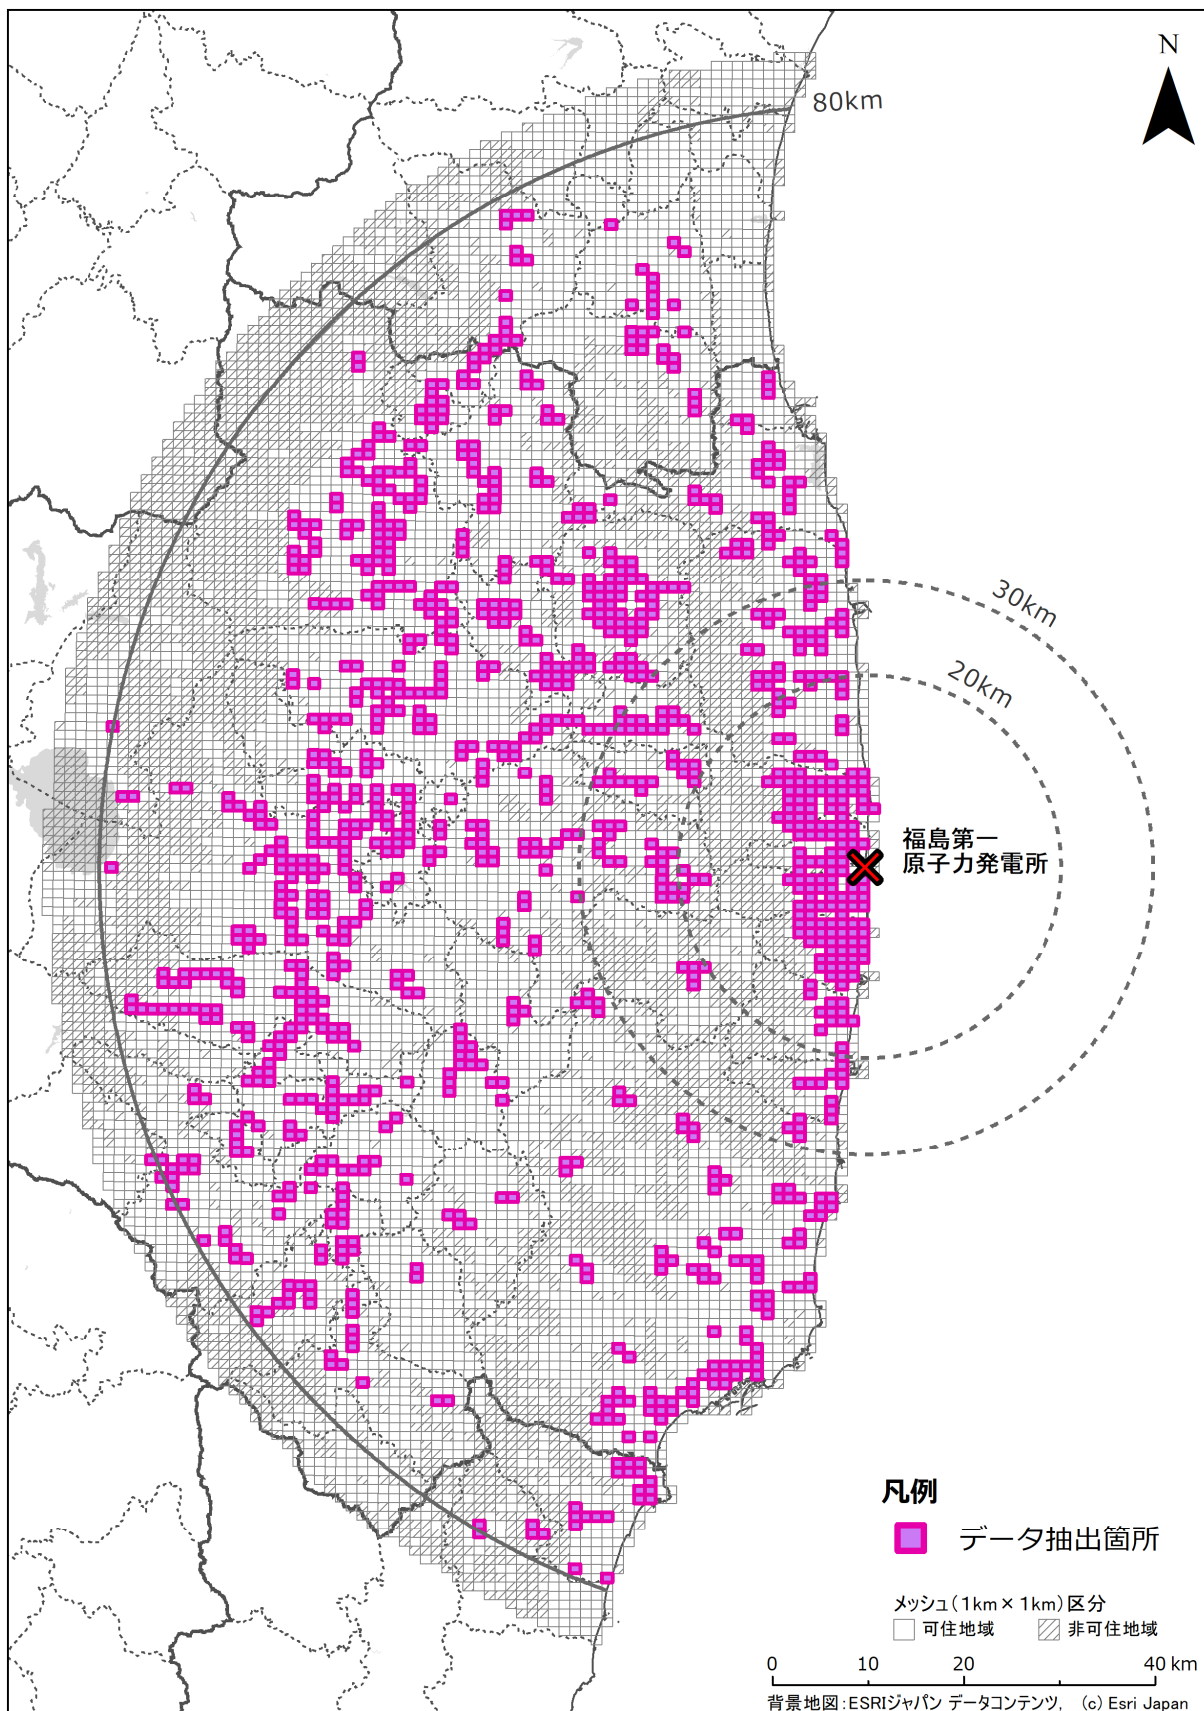 N
80km
30km
20km
福島第一
原子力発電所
凡例
データ抽出箇所
メッシュ(1km×1km)区分
可住地域 非可住地域
0 10 20 40 km
背景地図:ESRIジャパン データコンテンツ, (c) Esri Japan